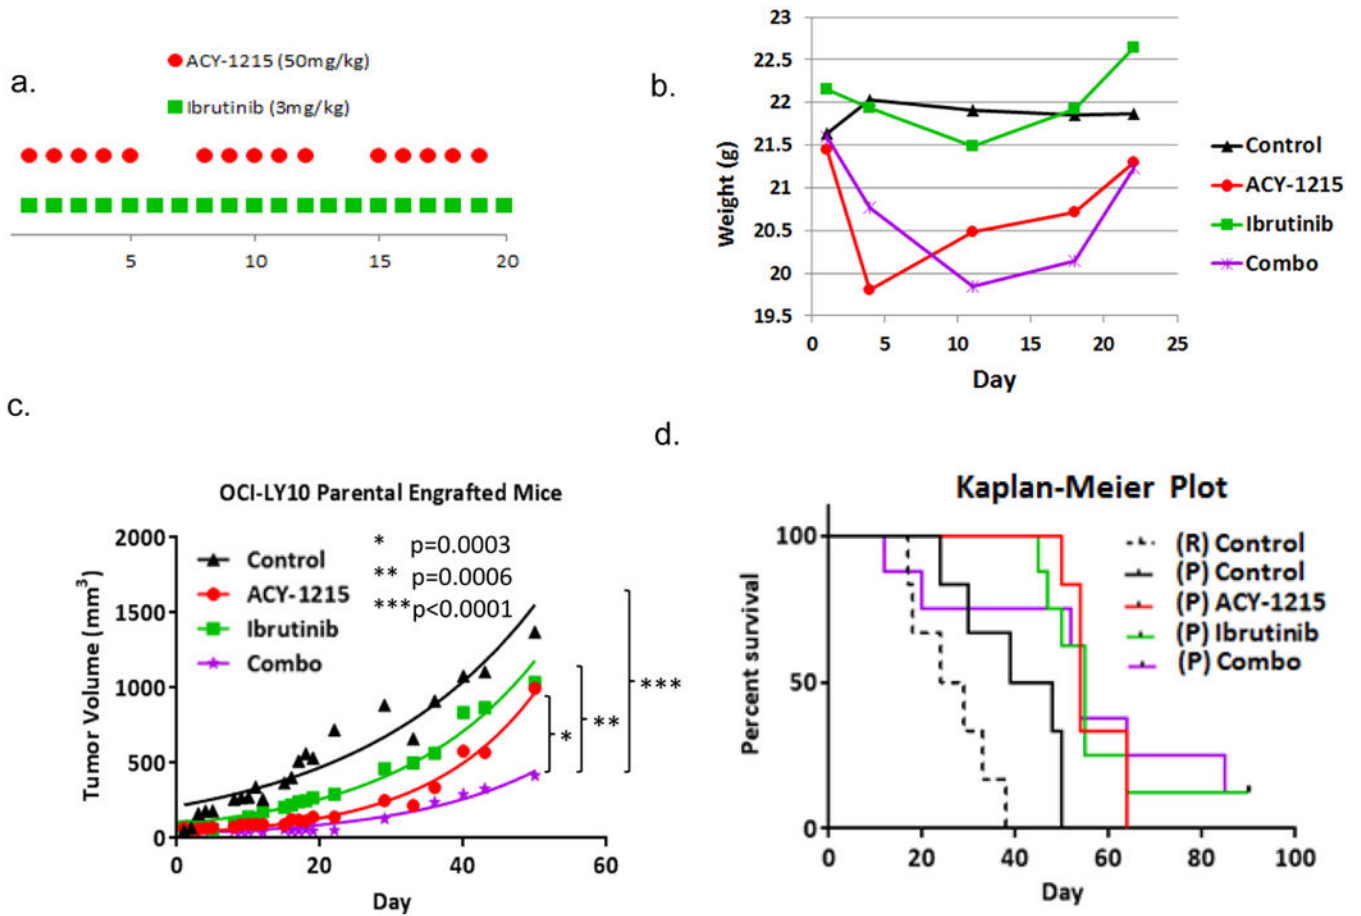 a.
ACY-1215 (50mg/kg)
Ibrutinib (3mg/kg)
5 10 15 20
b.
23
22.5
22
21.5
21
20.5
20
19.5
Weight (g)
0 5 10 15 20 25
Day
Control
ACY-1215
Ibrutinib
Combo
c.
OCI-LY10 Parental Engrafted Mice
2000
1500
1000
500
0
Tumor Volume (mm³)
Control
ACY-1215
Ibrutinib
Combo
* p=0.0003
** p=0.0006
***p<0.0001
*
**
***
0 20 40 60
Day
d.
Kaplan-Meier Plot
100
50
0
Percent survival
(R) Control
(P) Control
(P) ACY-1215
(P) Ibrutinib
(P) Combo
0 20 40 60 80 100
Day